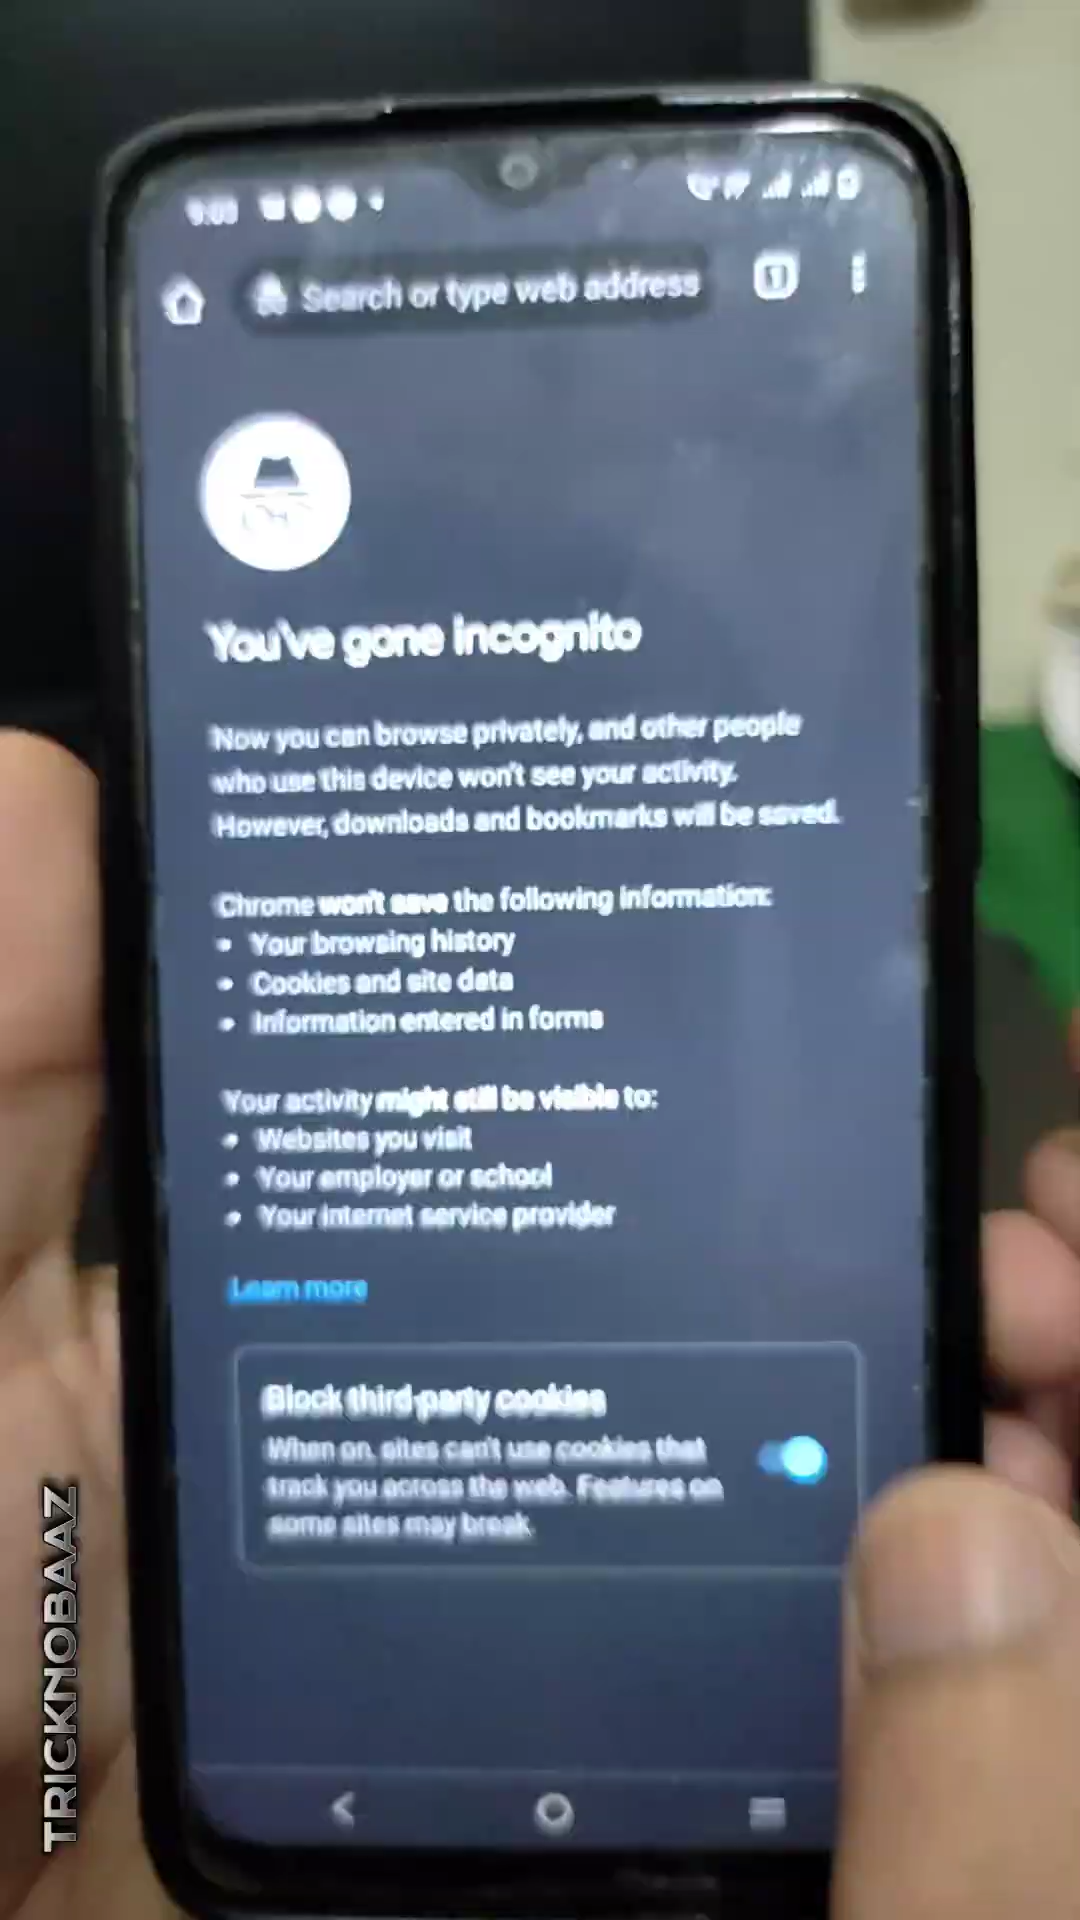 Search or type web address
1
You've gone incognito
Now you can browse privately, and other people
who use this device won't see your activity.
However, downloads and bookmarks will be saved.
Chrome won't save the following information:
• Your browsing history
• Cookies and site data
• Information entered in forms
Your activity might still be visible to:
• Websites you visit
• Your employer or school
• Your internet service provider
Learn more
Block third-party cookies
When on, sites can't use cookies that
track you across the web. Features on
some sites may break.
TRICKNOBAAZ